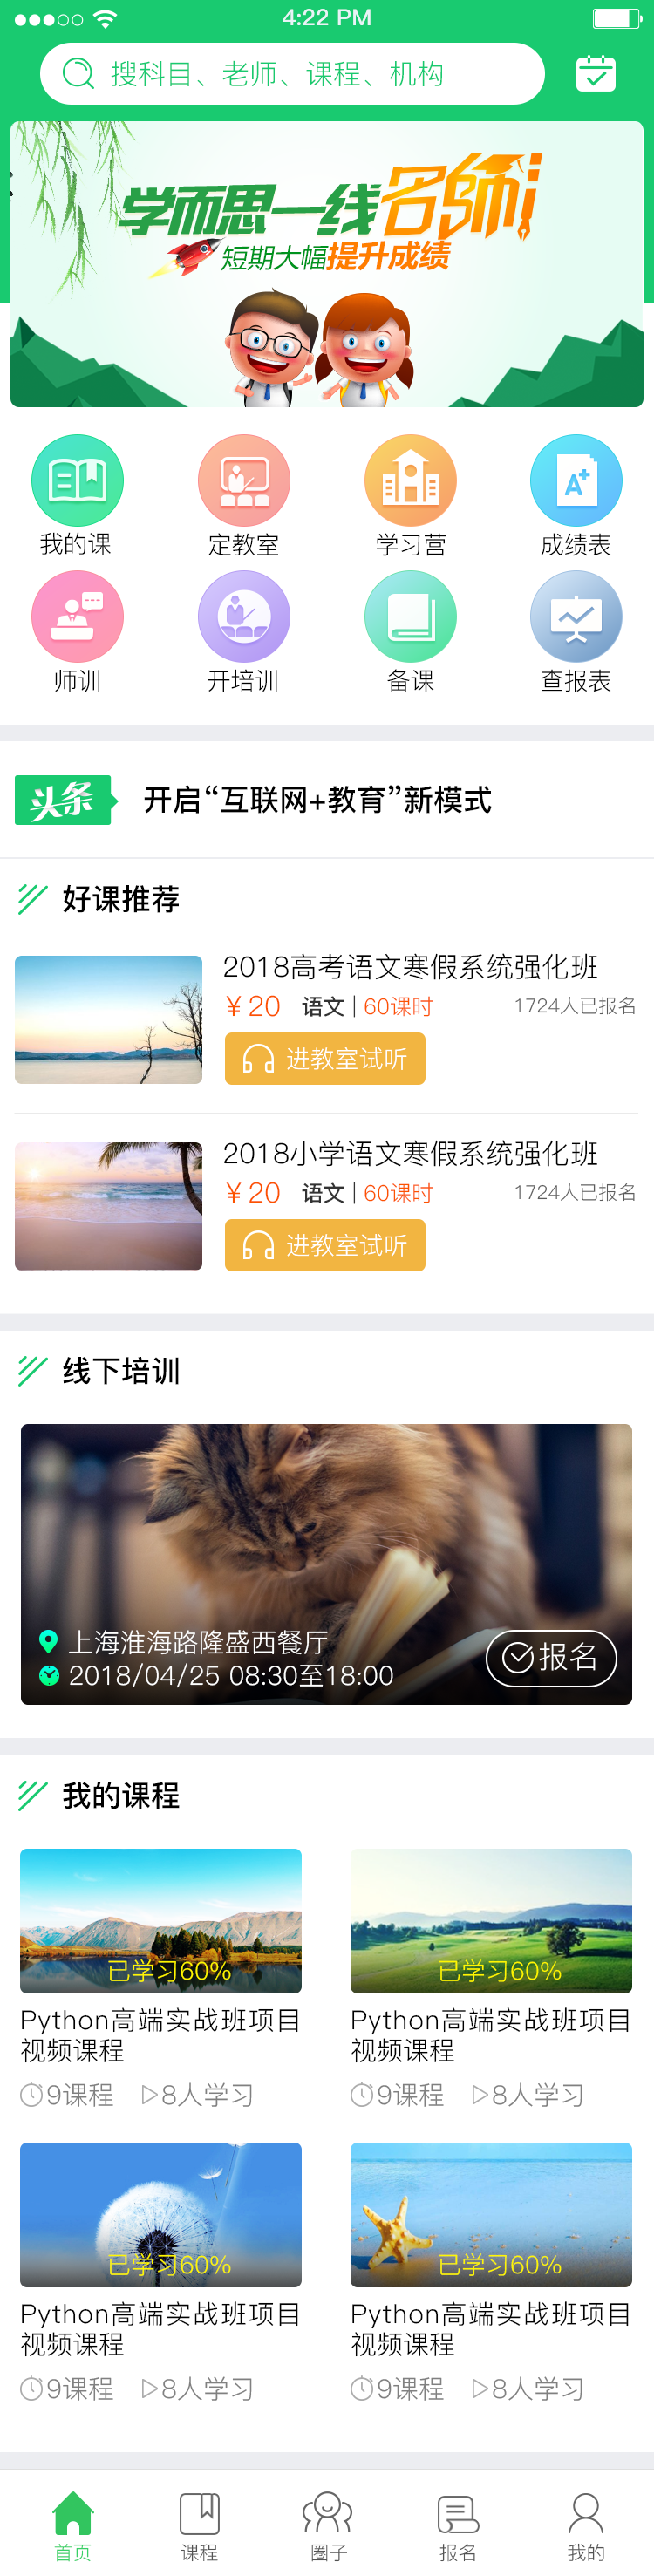 4:22 PM
搜科目、老师、课程、机构
学而思一线名师
短期大幅提升成绩
我的课
定教室
学习营
A+
成绩表
师训
开培训
备课
查报表
头条
开启“互联网+教育”新模式
好课推荐
2018高考语文寒假系统强化班
¥20 语文 | 60课时 1724人已报名
进教室试听
2018小学语文寒假系统强化班
¥20 语文 | 60课时 1724人已报名
进教室试听
线下培训
上海淮海路隆盛西餐厅
2018/04/25 08:30至18:00
报名
我的课程
已学习60%
已学习60%
Python高端实战班项目
视频课程
9课程 8人学习
Python高端实战班项目
视频课程
9课程 8人学习
已学习60%
已学习60%
Python高端实战班项目
视频课程
9课程 8人学习
Python高端实战班项目
视频课程
9课程 8人学习
首页
课程
圈子
报名
我的